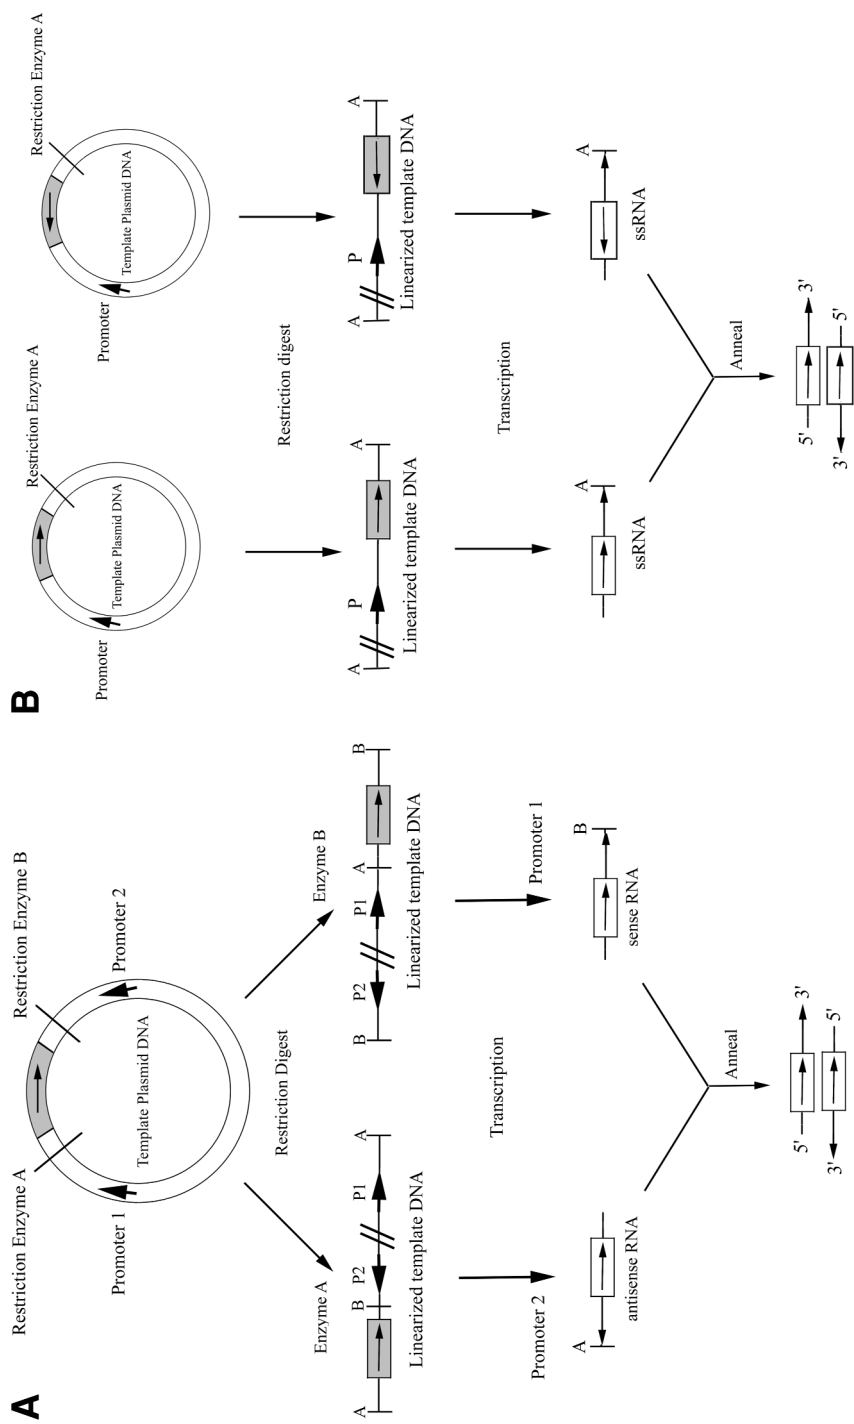 A
Restriction Enzyme A
Restriction Enzyme B
Promoter 1
Template Plasmid DNA
Promoter 2
Enzyme A
Restriction Digest
Enzyme B
A
B
P2
P1
A
B
P2
P1
A
B
Linearized template DNA
Linearized template DNA
Promoter 2
Transcription
Promoter 1
A
B
antisense RNA
sense RNA
Anneal
5'
3'
3'
5'
B
Restriction Enzyme A
Restriction Enzyme A
Promoter
Template Plasmid DNA
Promoter
Template Plasmid DNA
Restriction digest
A
P
A
A
P
A
Linearized template DNA
Linearized template DNA
Transcription
A
A
ssRNA
ssRNA
Anneal
5'
3'
3'
5'